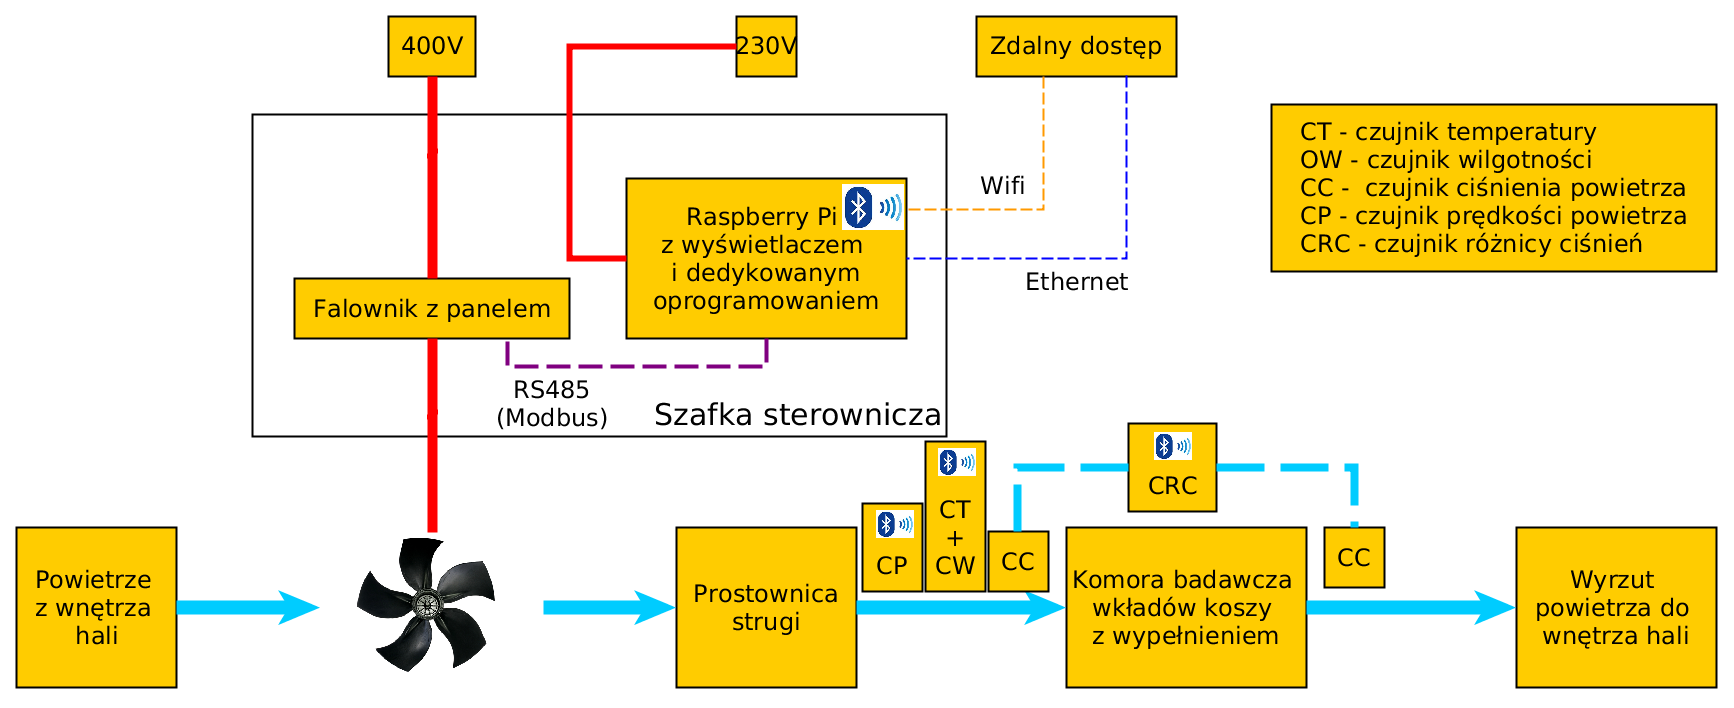 400V
230V
Zdalny dostęp
CT - czujnik temperatury
OW - czujnik wilgotności
CC -  czujnik ciśnienia powietrza
CP - czujnik prędkości powietrza
CRC - czujnik różnicy ciśnień
Wifi
Raspberry Pi
z wyświetlaczem
i dedykowanym
oprogramowaniem
Ethernet
Falownik z panelem
RS485
(Modbus)
Szafka sterownicza
CRC
CT
+
CW
CP
CC
CC
Powietrze
z wnętrza
hali
Prostownica
strugi
Komora badawcza
wkładów koszy
z wypełnieniem
Wyrzut
powietrza do
wnętrza hali